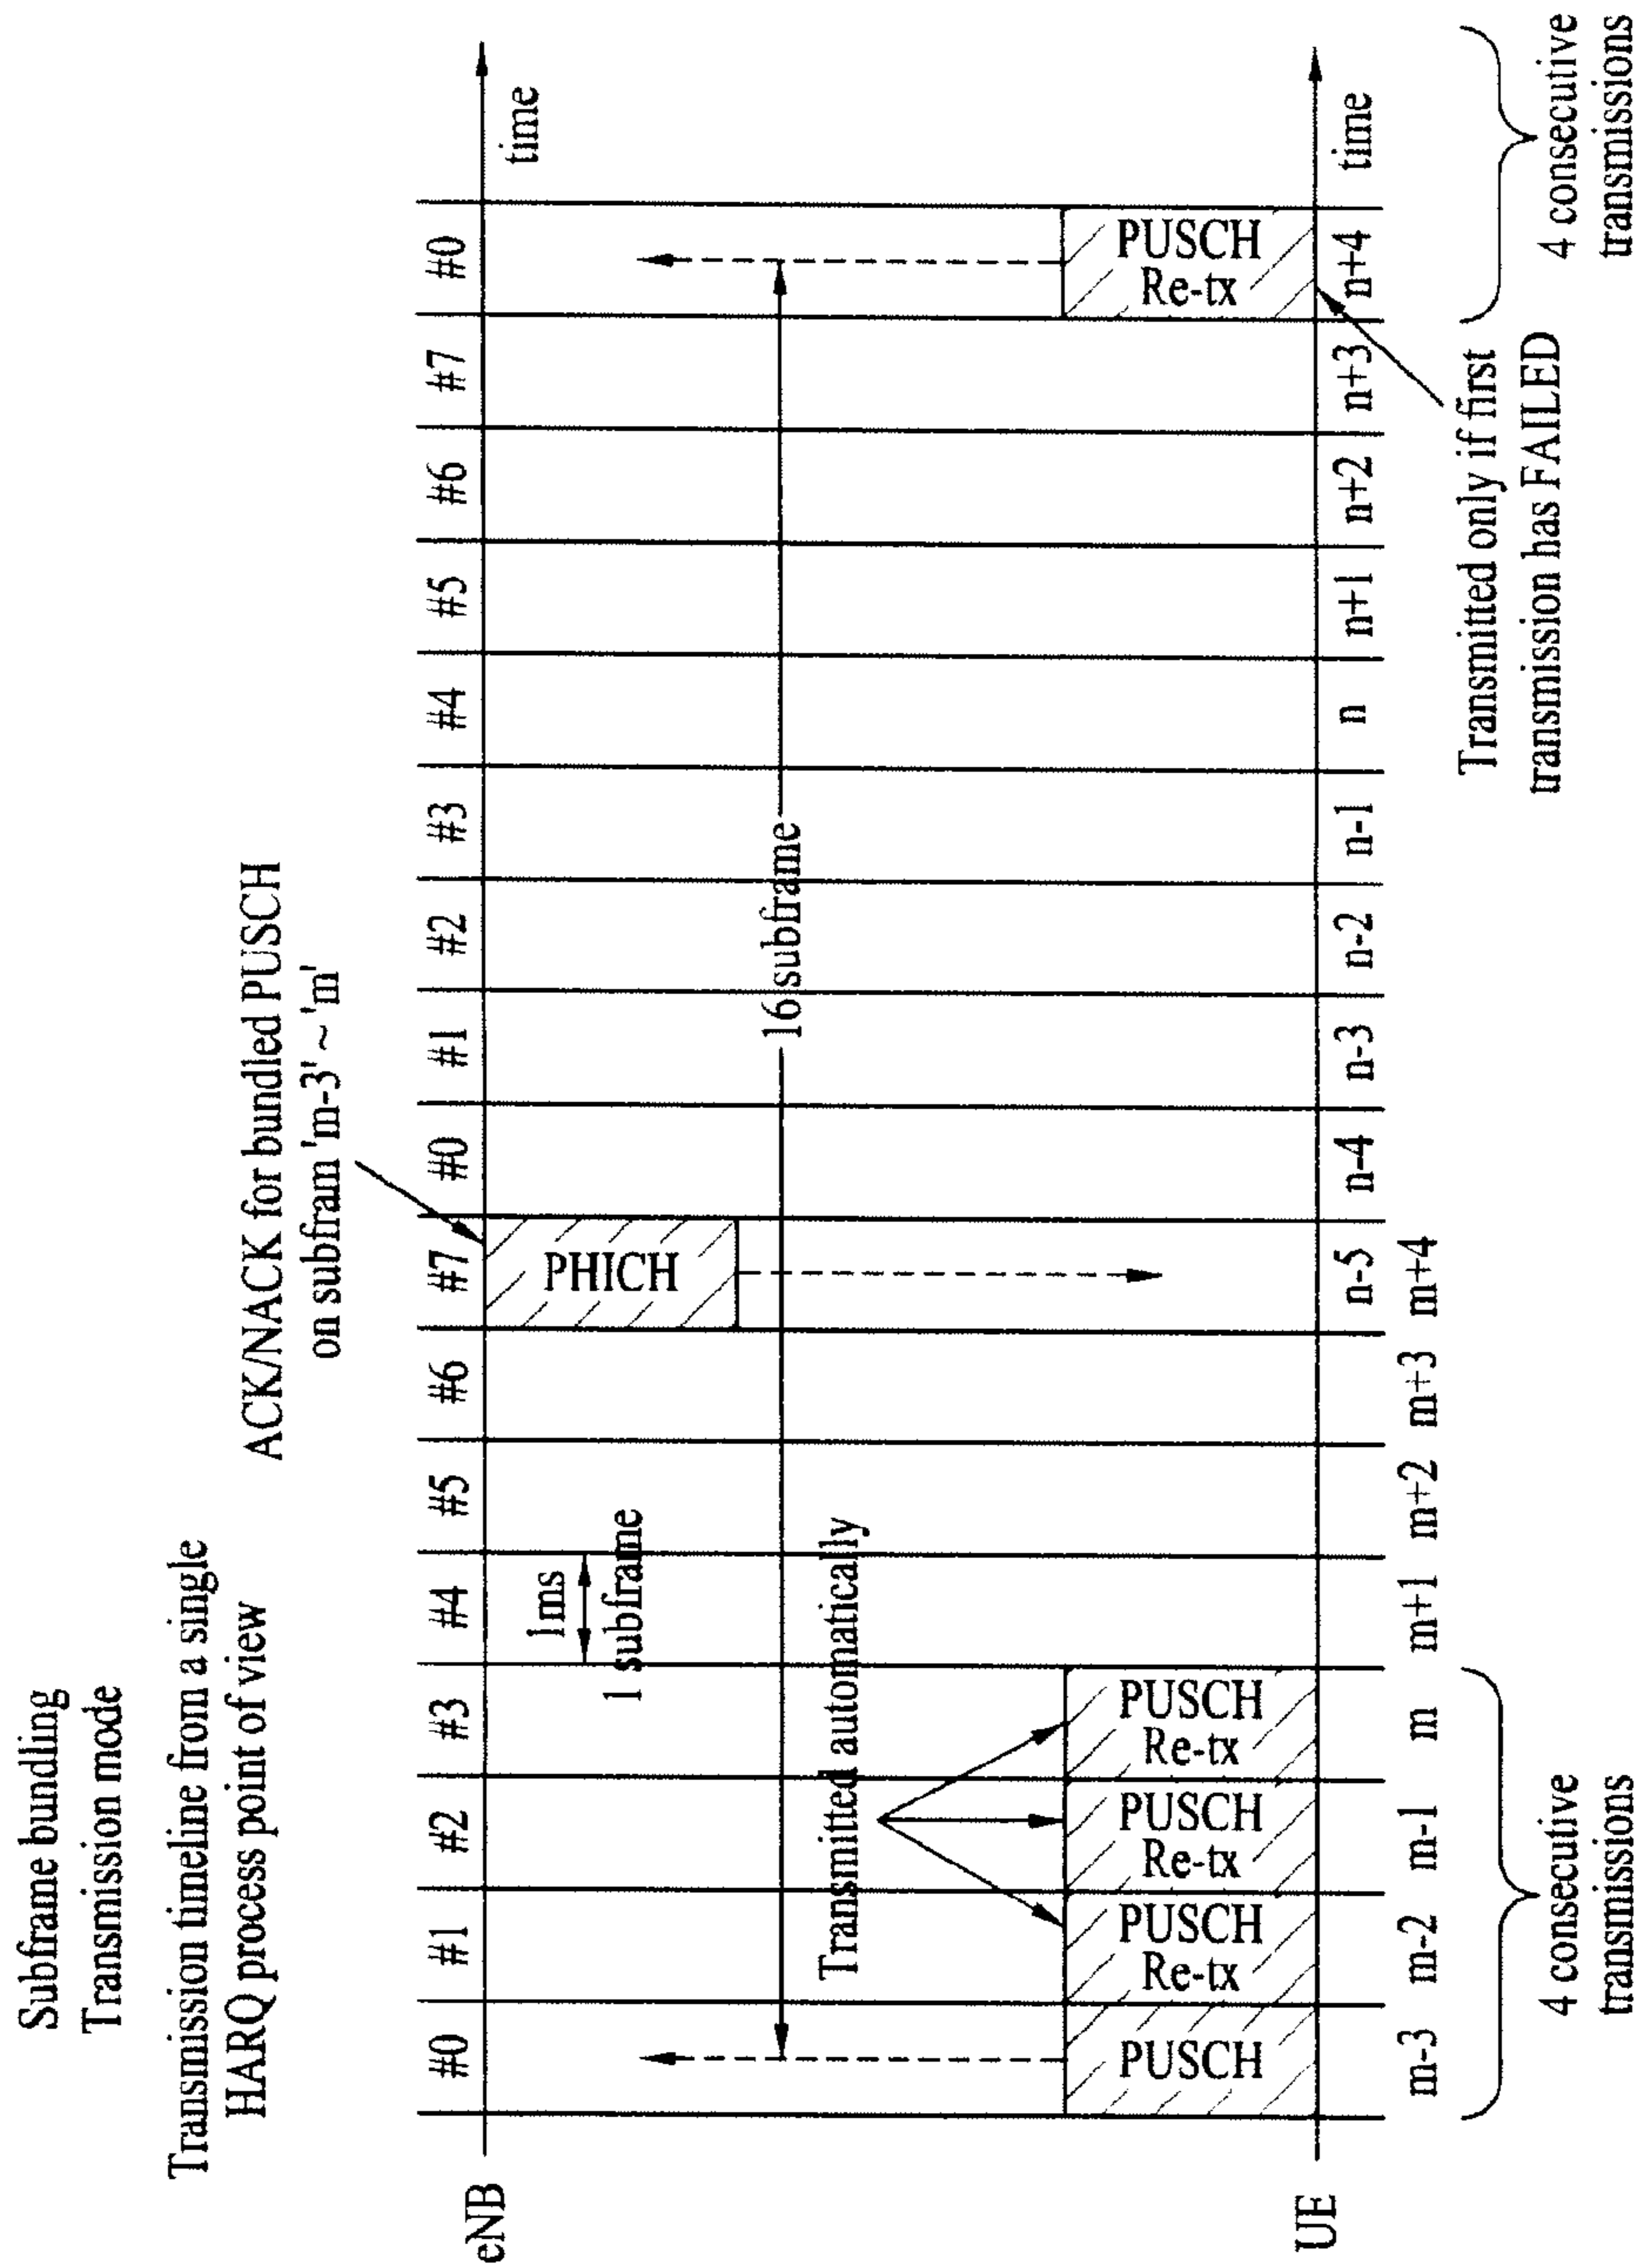 Subframe bundling
Transmission mode
Transmission timeline from a single
HARQ process point of view
ACK/NACK for bundled PUSCH
on subfram 'm-3' ~ 'm'
#0 #1 #2 #3 #4 #5 #6 #7 #0 #1 #2 #3 #4 #5 #6 #7 #0
eNB
time
PHICH
1ms
1 subframe
16 subframe
Transmitted automatically
PUSCH
PUSCH
Re-tx
PUSCH
Re-tx
PUSCH
Re-tx
PUSCH
Re-tx
UE
time
n-5 n-4 n-3 n-2 n-1 n n+1 n+2 n+3 n+4
m-3 m-2 m-1 m m+1 m+2 m+3 m+4
Transmitted only if first
transmission has FAILED
4 consecutive
transmissions
4 consecutive
transmissions